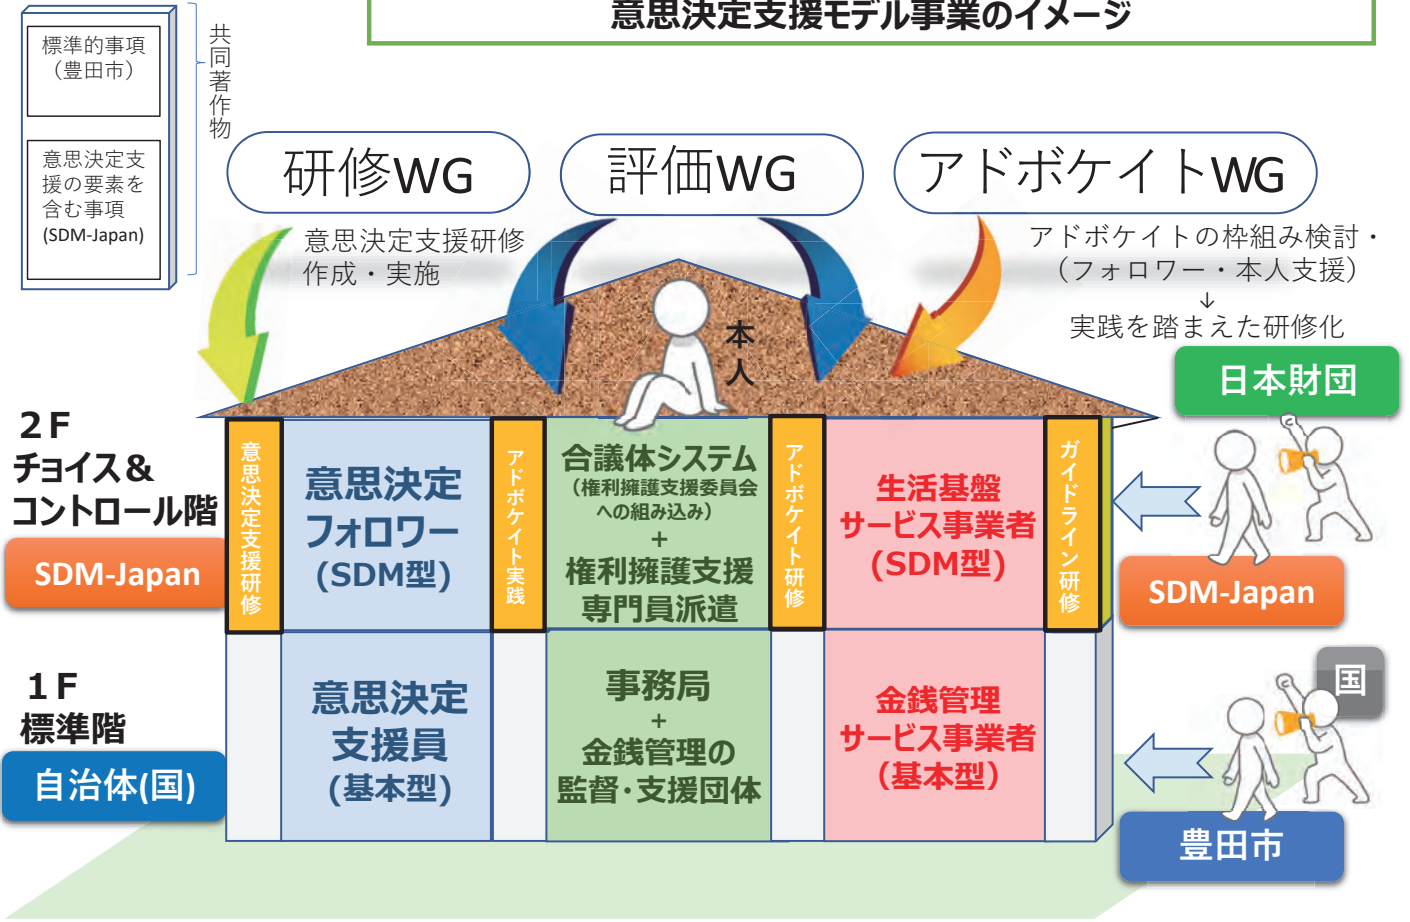 意思決定支援モデル事業のイメージ
標準的事項
（豊田市）
意思決定支
援の要素を
含む事項
(SDM-Japan)
共同著作物
研修WG
評価WG
アドボケイトWG
意思決定支援研修
作成・実施
アドボケイトの枠組み検討・
（フォロワー・本人支援）
↓
実践を踏まえた研修化
本人
日本財団
2F
チョイス&
コントロール階
SDM-Japan
意思決定支援研修
意思決定
フォロワー
(SDM型)
アドボケイト実践
合議体システム
（権利擁護支援委員会
への組み込み）
+
権利擁護支援
専門員派遣
アドボケイト研修
生活基盤
サービス事業者
(SDM型)
ガイドライン研修
SDM-Japan
1F
標準階
自治体(国)
意思決定
支援員
(基本型)
事務局
+
金銭管理の
監督・支援団体
金銭管理
サービス事業者
（基本型）
国
豊田市